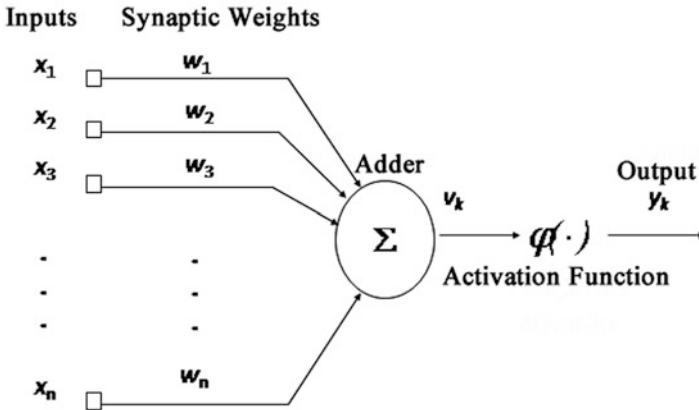 Inputs Synaptic Weights
x₁ w₁
x₂ w₂
x₃ w₃
Adder
Σ
vₖ
φ(·)
Activation Function
Output
yₖ
xₙ wₙ